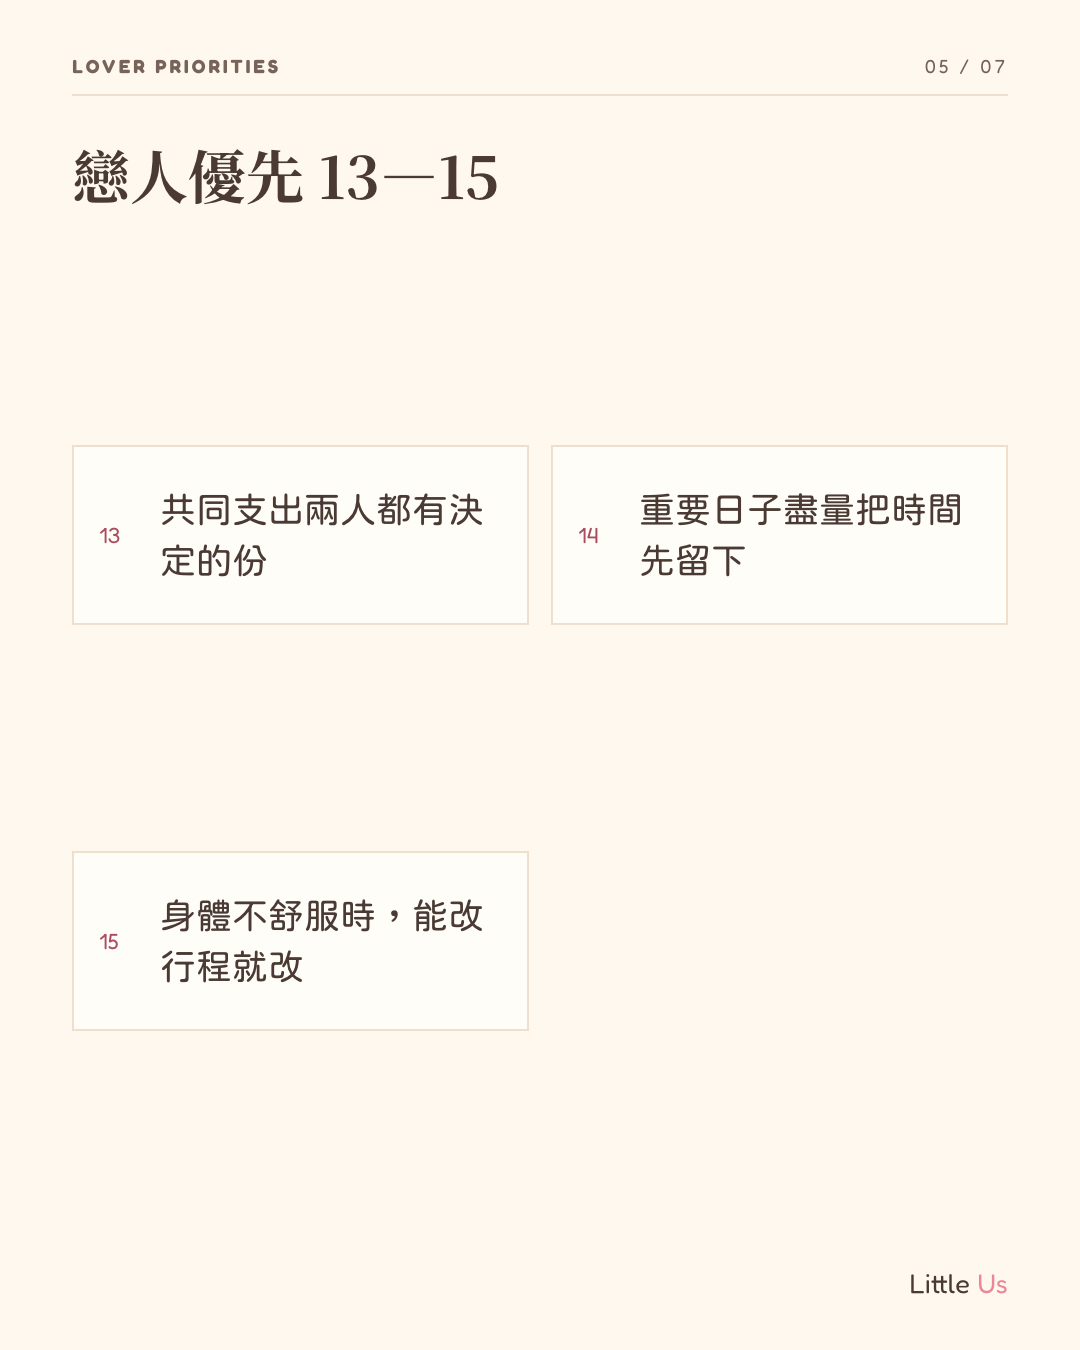 LOVER PRIORITIES
05 / 07
戀人優先 13—15
13
共同支出兩人都有決
定的份
14
重要日子盡量把時間
先留下
15
身體不舒服時，能改
行程就改
Little Us